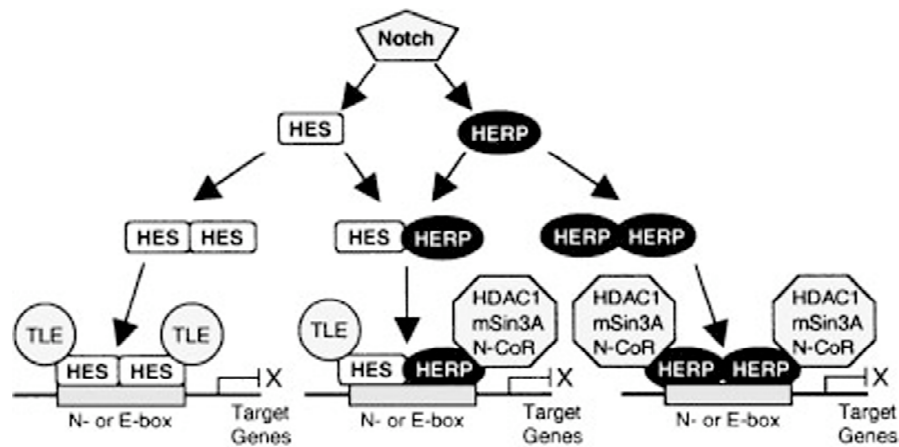 Notch
HES
HERP
HES HES
HES HERP
HERP HERP
TLE
TLE
HES HES
N- or E-box
X
Target
Genes
TLE
HDAC1
mSin3A
N-CoR
HES HERP
N- or E-box
X
Target
Genes
HDAC1
mSin3A
N-CoR
HDAC1
mSin3A
N-CoR
HERP HERP
N- or E-box
X
Target
Genes